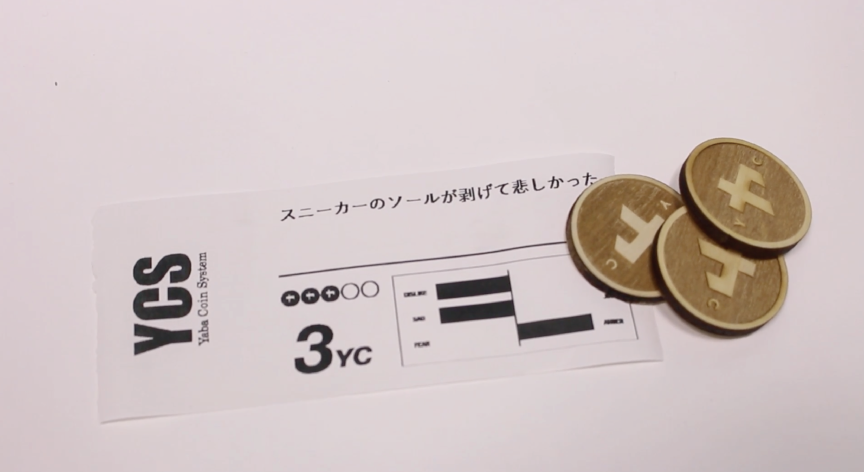 スニーカーのソールが剥げて悲しかった
YCS
Yaba Coin System
3YC
DISLIKE
SAD
ANGER
FEAR